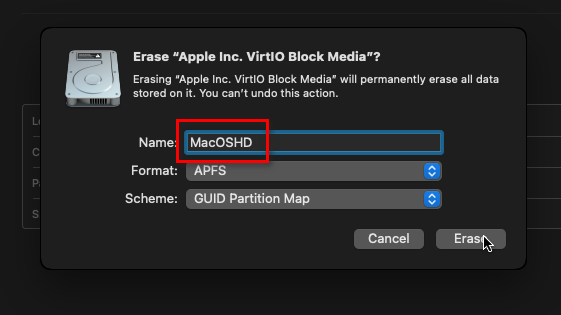 Erase “Apple Inc. VirtIO Block Media”?
Erasing “Apple Inc. VirtIO Block Media” will permanently erase all data
stored on it. You can’t undo this action.
Name: MacOSHD
Format: APFS
Scheme: GUID Partition Map
Cancel Erase